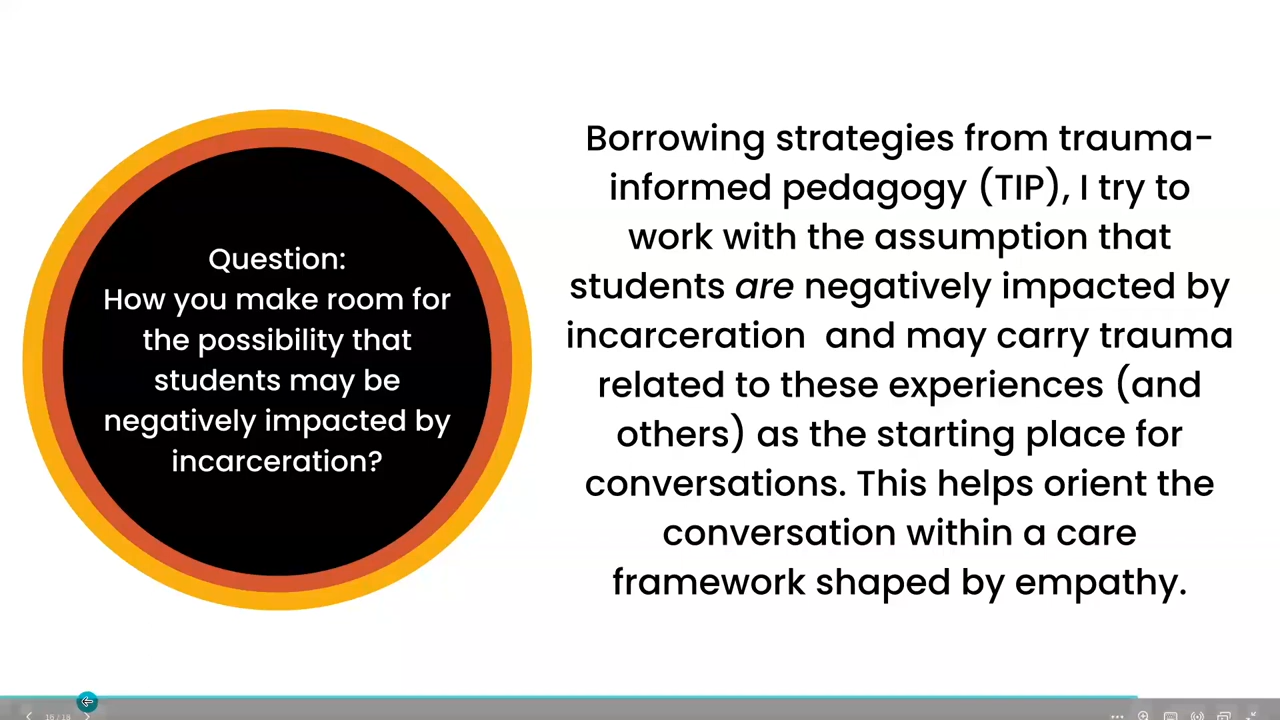 Question:
How you make room for
the possibility that
students may be
negatively impacted by
incarceration?
Borrowing strategies from trauma-
informed pedagogy (TIP), I try to
work with the assumption that
students are negatively impacted by
incarceration and may carry trauma
related to these experiences (and
others) as the starting place for
conversations. This helps orient the
conversation within a care
framework shaped by empathy.